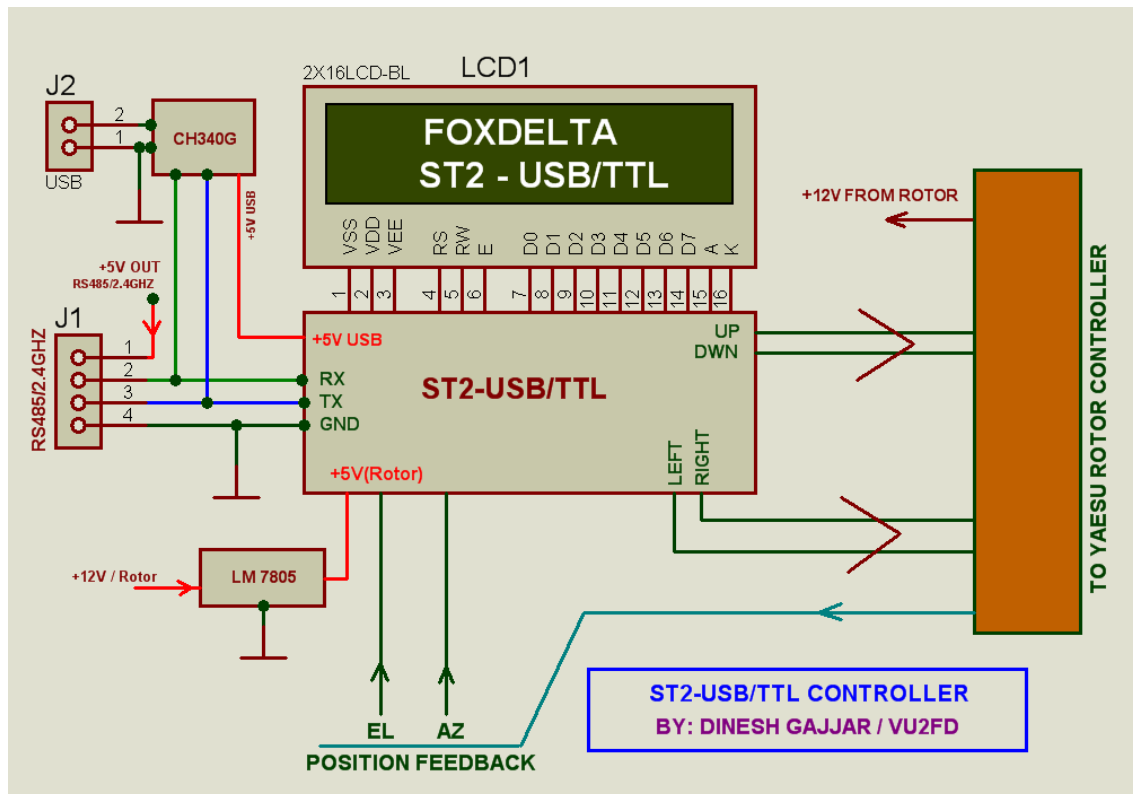 J2
2
1
USB
CH340G
+5V USB
2X16LCD-BL
LCD1
FOXDELTA
ST2 - USB/TTL
VSS
VDD
VEE
RS
RW
E
D0
D1
D2
D3
D4
D5
D6
D7
A
K
1
2
3
4
5
6
7
8
9
10
11
12
13
14
15
16
+12V FROM ROTOR
+5V OUT
RS485/2.4GHZ
J1
RS485/2.4GHZ
1
2
3
4
+5V USB
RX
TX
GND
ST2-USB/TTL
UP
DWN
LEFT
RIGHT
+5V(Rotor)
+12V / Rotor
LM 7805
TO YAESU ROTOR CONTROLLER
EL
AZ
POSITION FEEDBACK
ST2-USB/TTL CONTROLLER
BY: DINESH GAJJAR / VU2FD